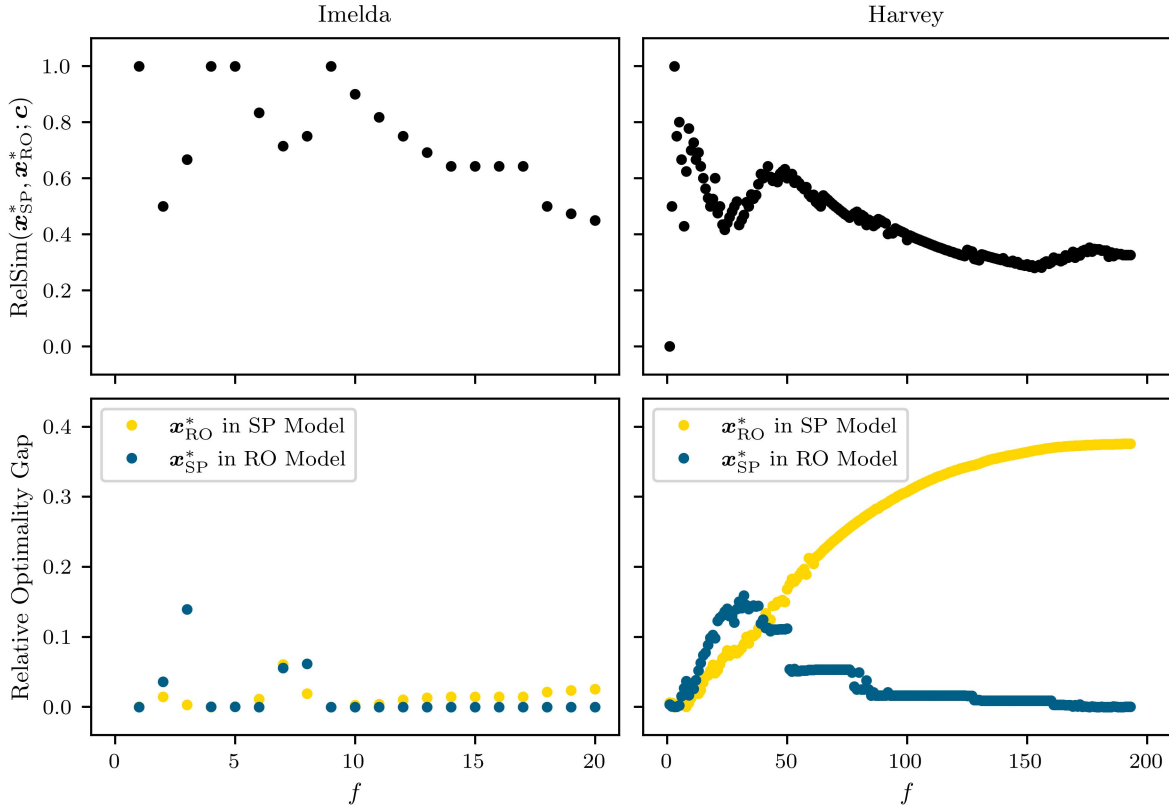 Imelda
Harvey
RelSim(x*SP, x*RO; c)
1.0
0.8
0.6
0.4
0.2
0.0
Relative Optimality Gap
0.4
0.3
0.2
0.1
0.0
x*RO in SP Model
x*SP in RO Model
x*RO in SP Model
x*SP in RO Model
0 5 10 15 20
0 50 100 150 200
f
f